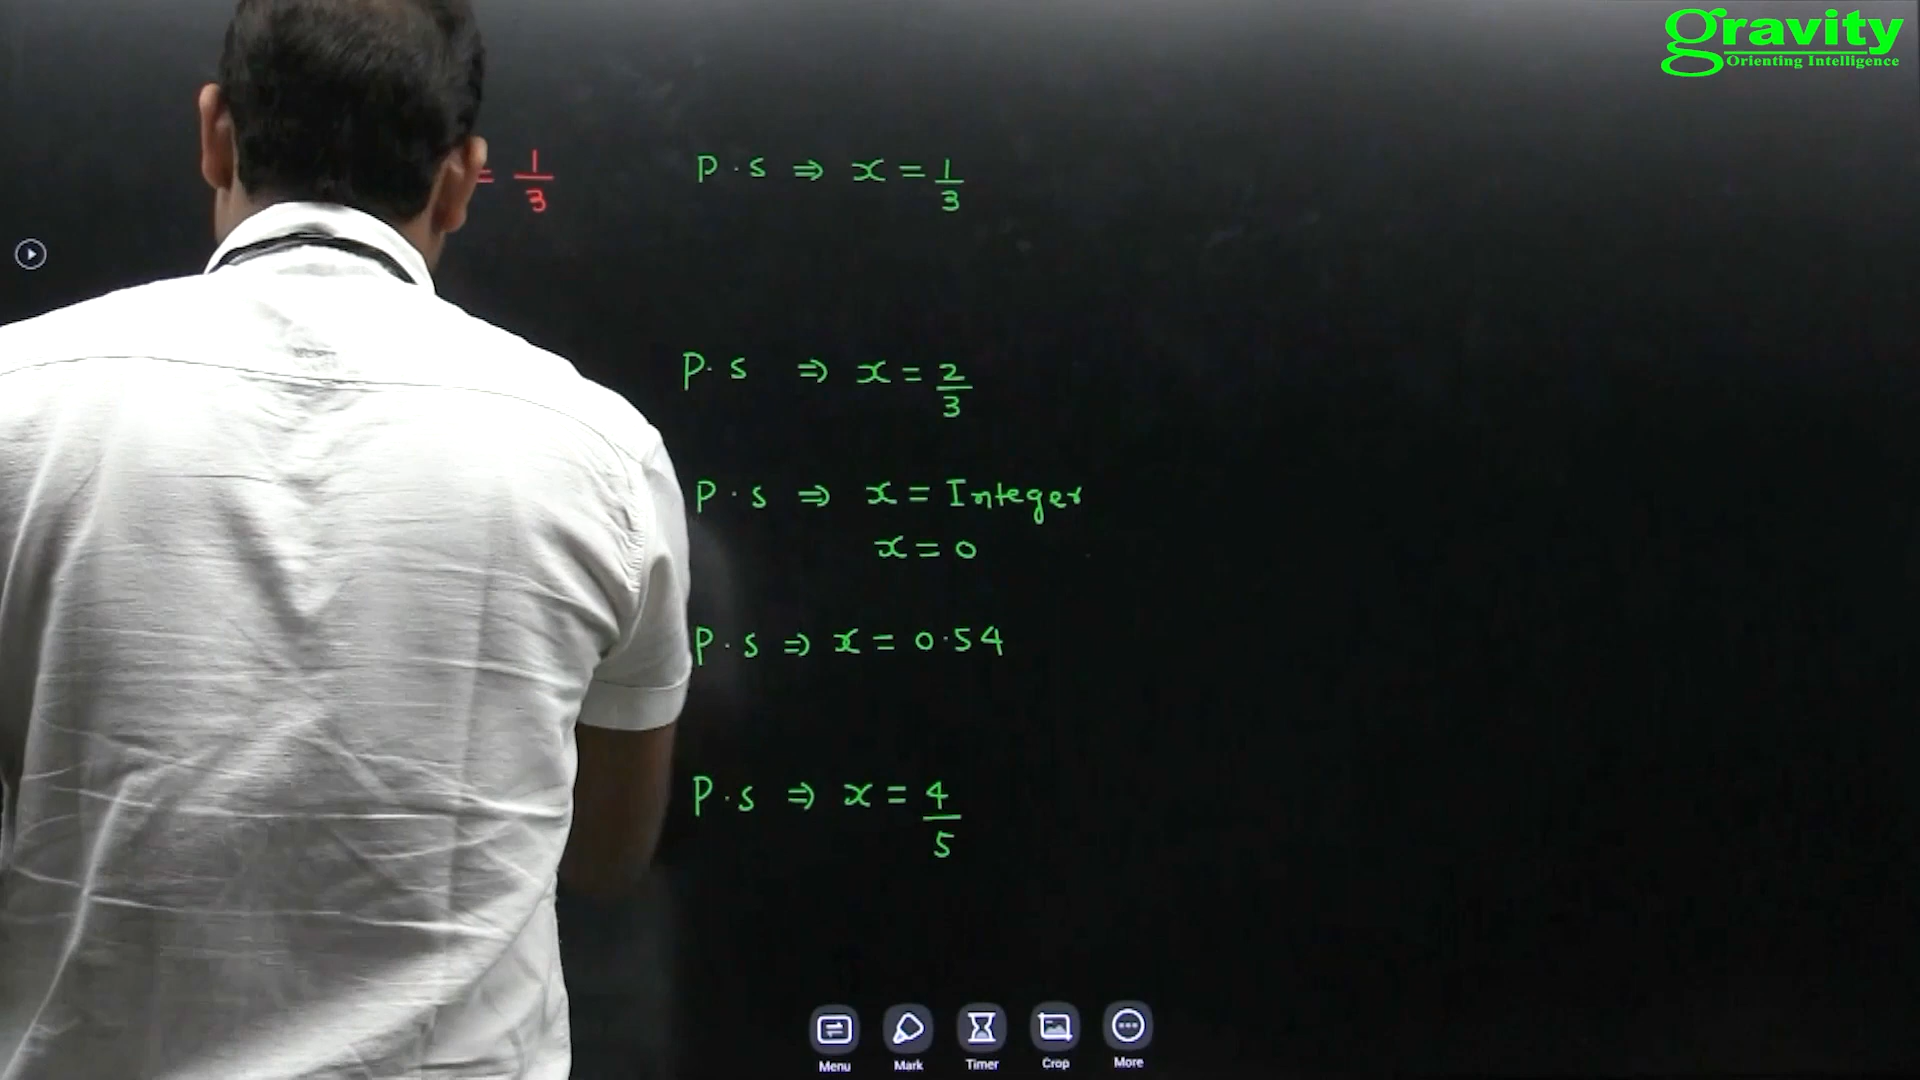 gravity
Orienting Intelligence
= 1/3
P.S ⇒ x = 1/3
P.S ⇒ x = 2/3
P.S ⇒ x = Integer
x = 0
P.S ⇒ x = 0.54
P.S ⇒ x = 4/5
Menu Mark Timer Crop More